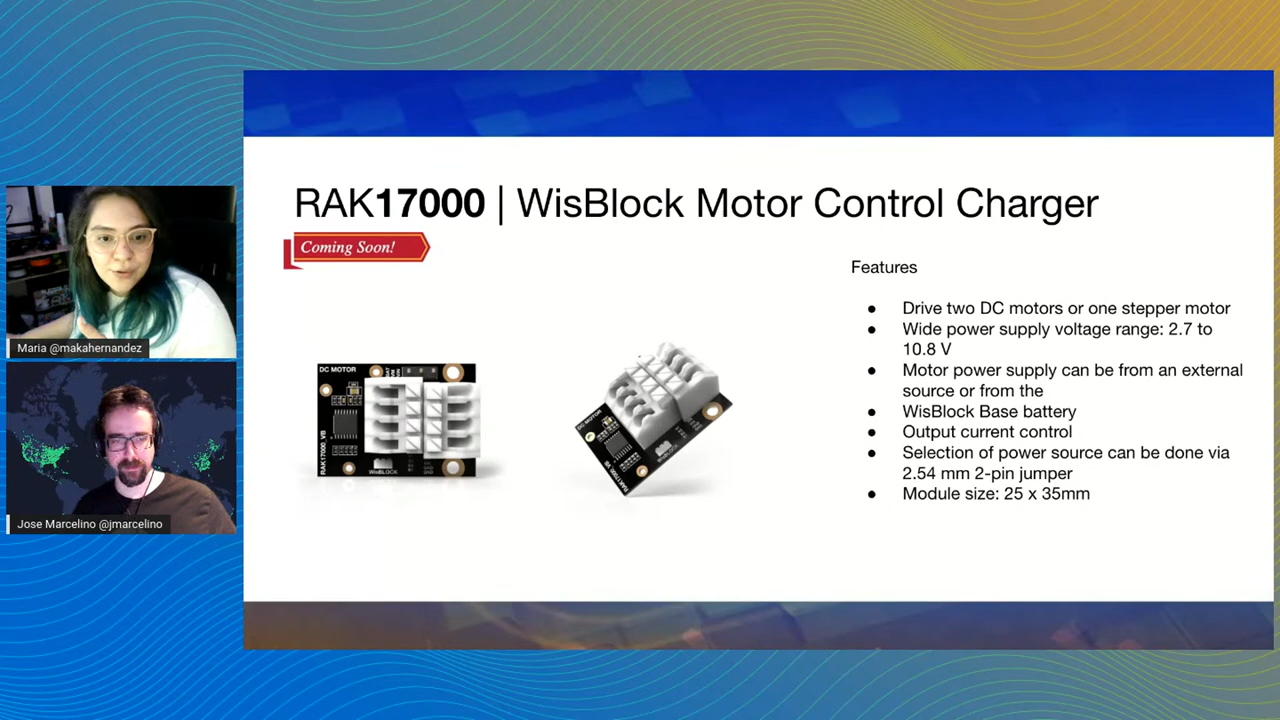 RAK17000 | WisBlock Motor Control Charger
Coming Soon!
Features
● Drive two DC motors or one stepper motor
● Wide power supply voltage range: 2.7 to
10.8 V
● Motor power supply can be from an external
source or from the
● WisBlock Base battery
● Output current control
● Selection of power source can be done via
2.54 mm 2-pin jumper
● Module size: 25 x 35mm
DC MOTOR
RAK17000_VB
WisBLOCK
DC MOTOR
Maria @makahernandez
Jose Marcelino @jmarcelino